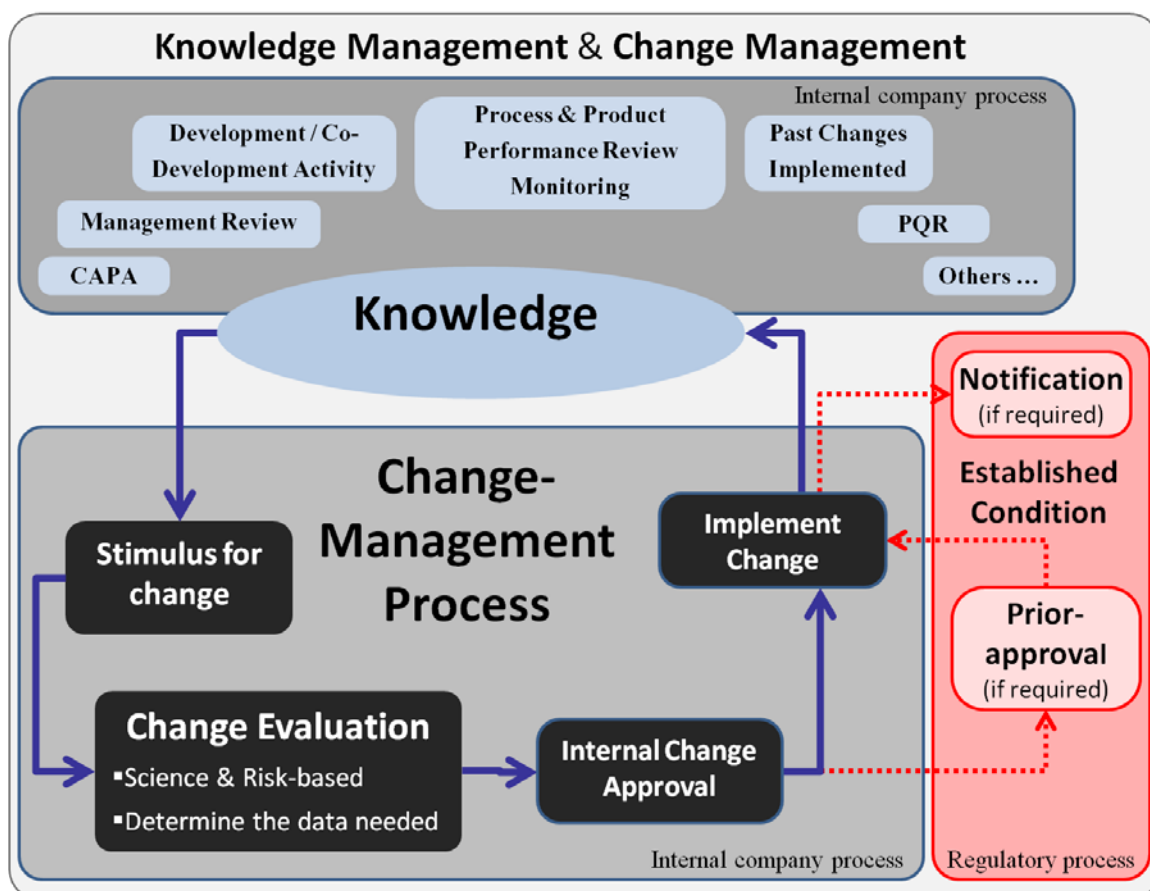 Knowledge Management & Change Management
Internal company process
Development / Co-
Development Activity
Process & Product
Performance Review
Monitoring
Past Changes
Implemented
Management Review
PQR
CAPA
Others ...
Knowledge
Notification
(if required)
Established
Condition
Change-
Management
Process
Stimulus for
change
Implement
Change
Prior-
approval
(if required)
Change Evaluation
▪Science & Risk-based
▪Determine the data needed
Internal Change
Approval
Internal company process
Regulatory process